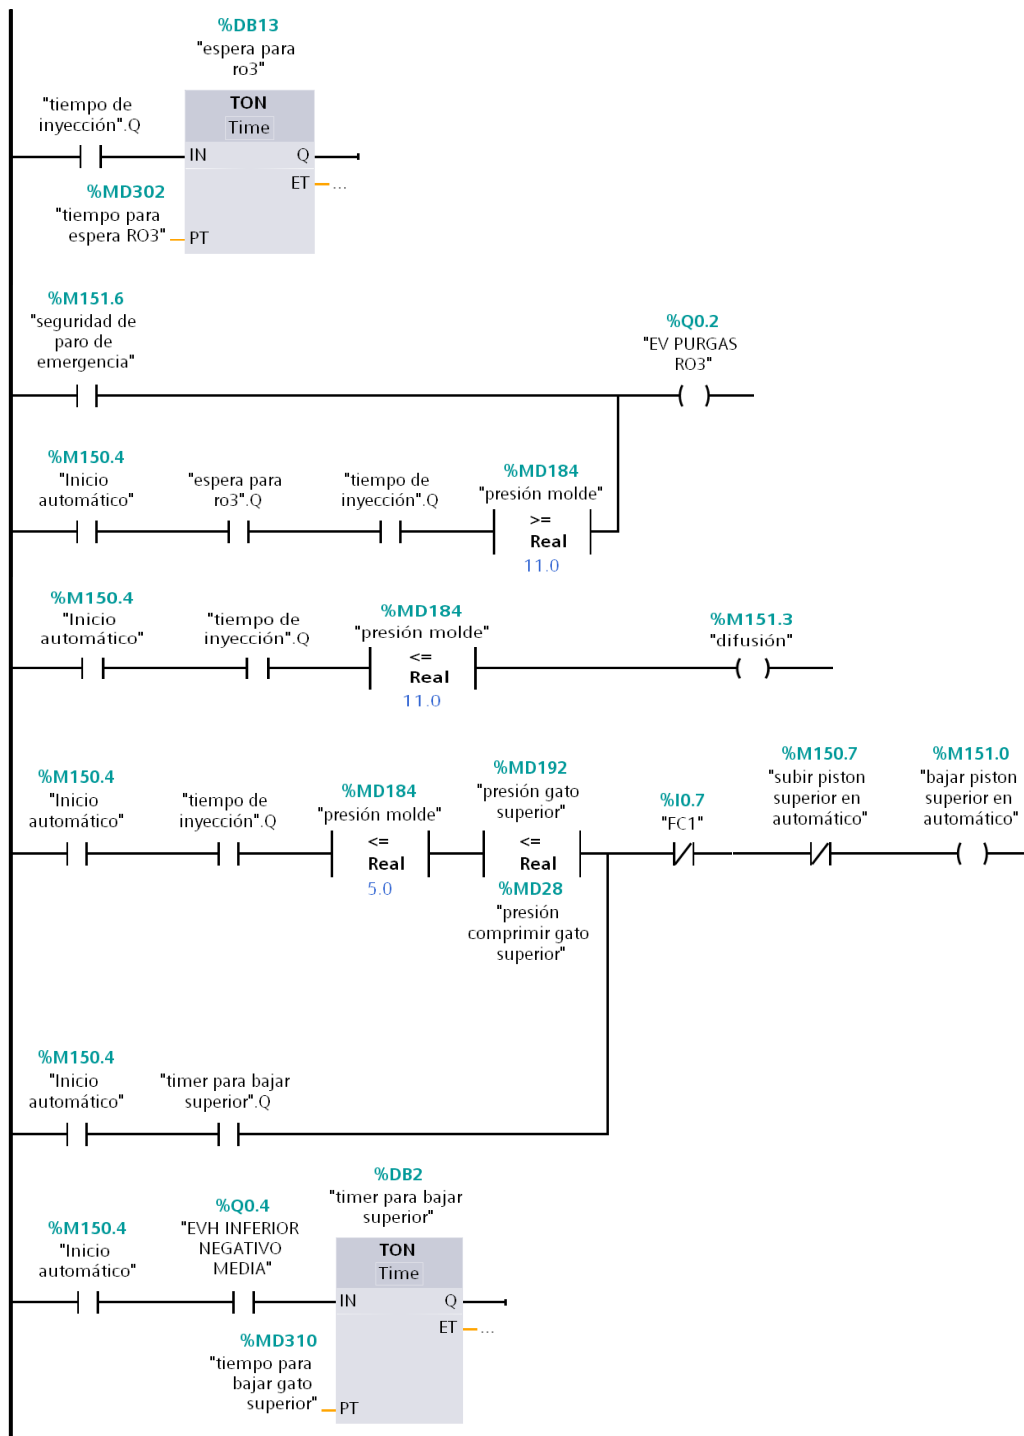 %DB13
"espera para
ro3"
"tiempo de
inyección".Q
TON
Time
IN
Q
ET
...
%MD302
"tiempo para
espera RO3"
PT
%M151.6
"seguridad de
paro de
emergencia"
%Q0.2
"EV PURGAS
RO3"
%M150.4
"Inicio
automático"
"espera para
ro3".Q
"tiempo de
inyección".Q
%MD184
"presión molde"
>=
Real
11.0
%M150.4
"Inicio
automático"
"tiempo de
inyección".Q
%MD184
"presión molde"
<=
Real
11.0
%M151.3
"difusión"
%M150.4
"Inicio
automático"
"tiempo de
inyección".Q
%MD184
"presión molde"
<=
Real
5.0
%MD192
"presión gato
superior"
<=
Real
%MD28
"presión
comprimir gato
superior"
%I0.7
"FC1"
%M150.7
"subir piston
superior en
automático"
%M151.0
"bajar piston
superior en
automático"
%M150.4
"Inicio
automático"
"timer para bajar
superior".Q
%M150.4
"Inicio
automático"
%Q0.4
"EVH INFERIOR
NEGATIVO
MEDIA"
%DB2
"timer para bajar
superior"
TON
Time
IN
Q
ET
...
%MD310
"tiempo para
bajar gato
superior"
PT